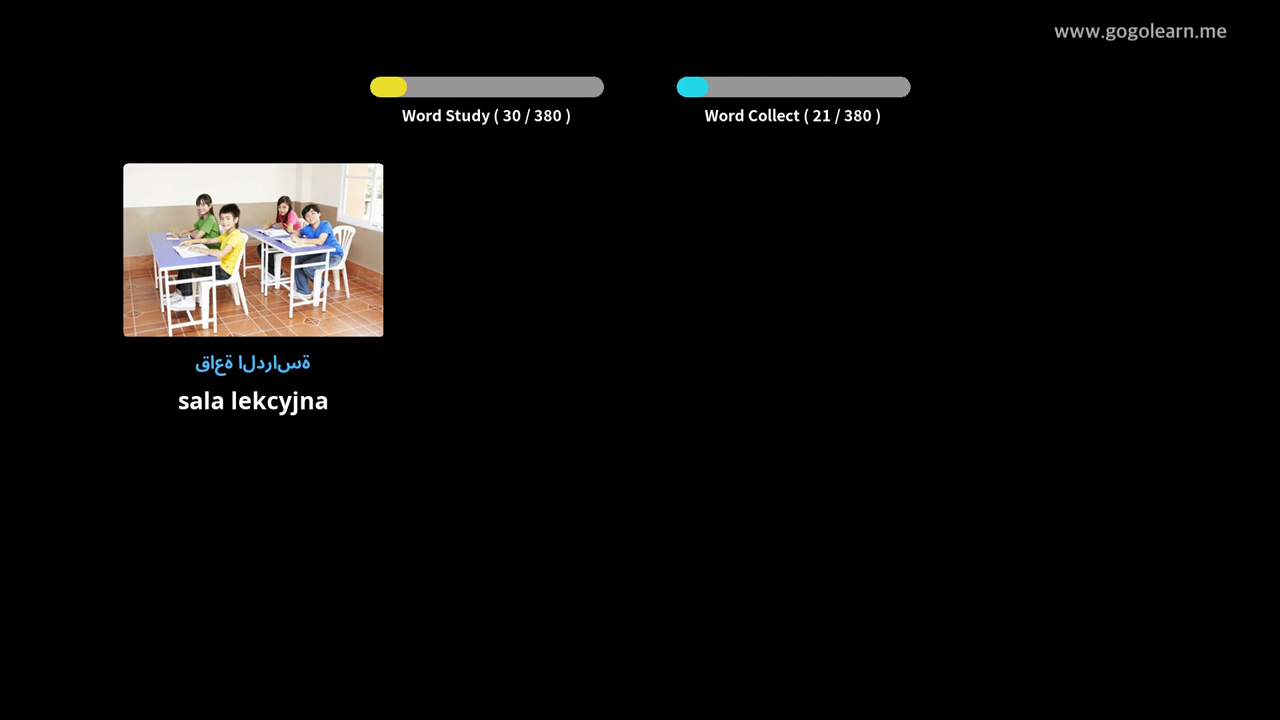 www.gogolearn.me
Word Study ( 30 / 380 )
Word Collect ( 21 / 380 )
قاعة الدراسة
sala lekcyjna